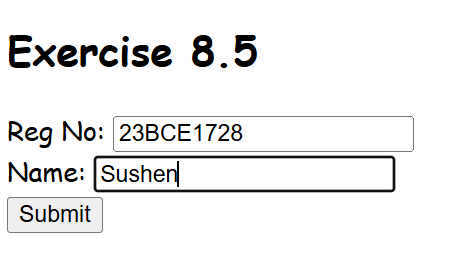 Exercise 8.5
Reg No: 23BCE1728
Name: Sushen
Submit